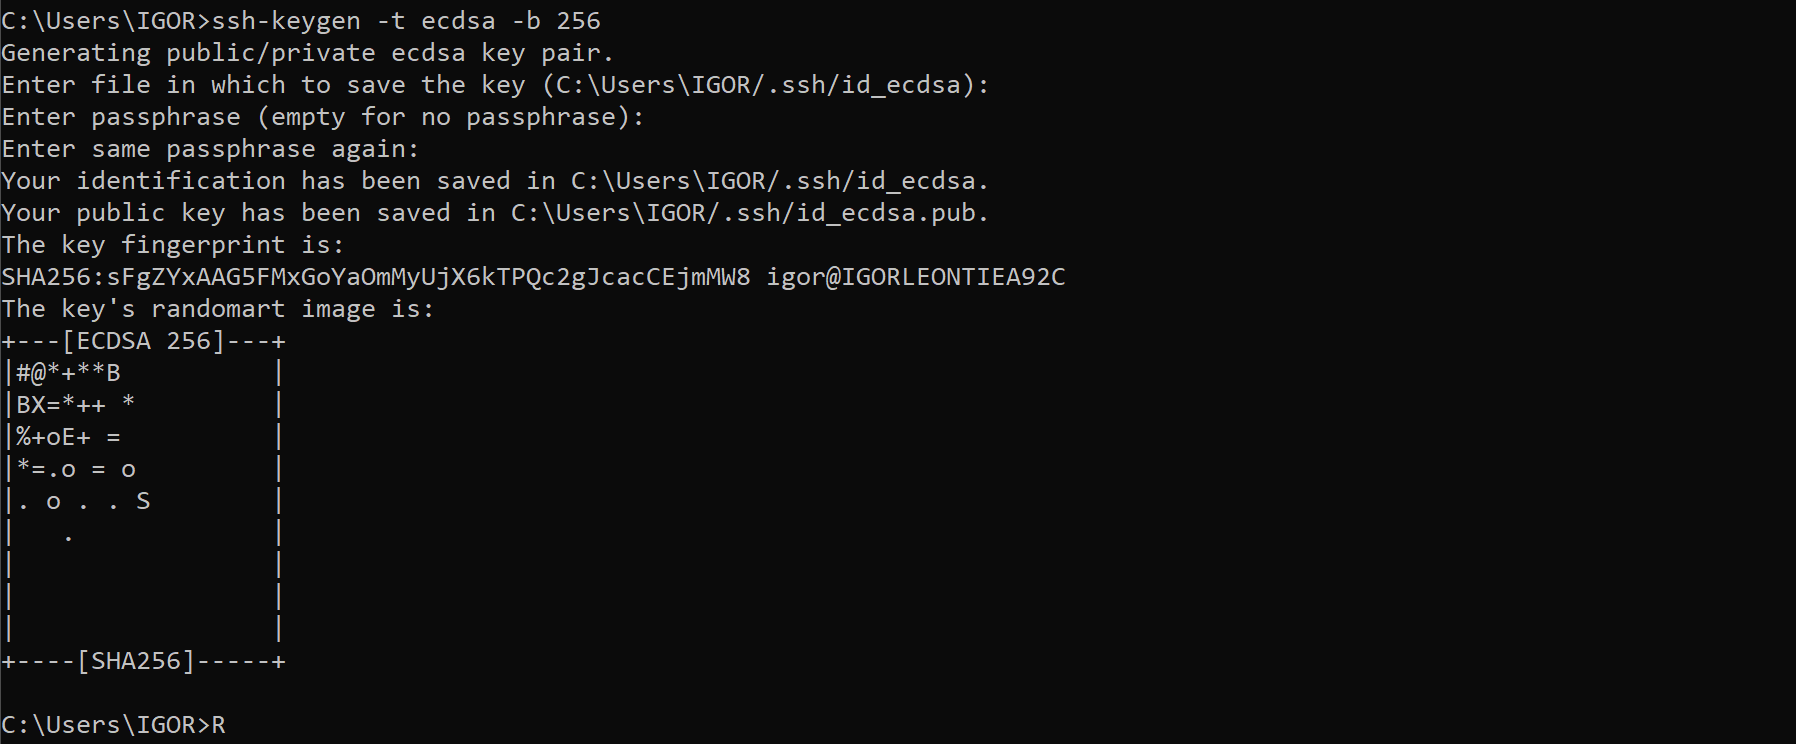 C:\Users\IGOR>ssh-keygen -t ecdsa -b 256
Generating public/private ecdsa key pair.
Enter file in which to save the key (C:\Users\IGOR/.ssh/id_ecdsa):
Enter passphrase (empty for no passphrase):
Enter same passphrase again:
Your identification has been saved in C:\Users\IGOR/.ssh/id_ecdsa.
Your public key has been saved in C:\Users\IGOR/.ssh/id_ecdsa.pub.
The key fingerprint is:
SHA256:sFgZYxAAG5FMxGoYaOmMyUjX6kTPQc2gJcacCEjmMW8 igor@IGORLEONTIEA92C
The key's randomart image is:
+---[ECDSA 256]---+
|#@*+**B          |
|BX=*++ *         |
|%+oE+ =          |
|*=.o = o         |
|. o . . S        |
|   .             |
|                 |
|                 |
|                 |
+----[SHA256]-----+

C:\Users\IGOR>R